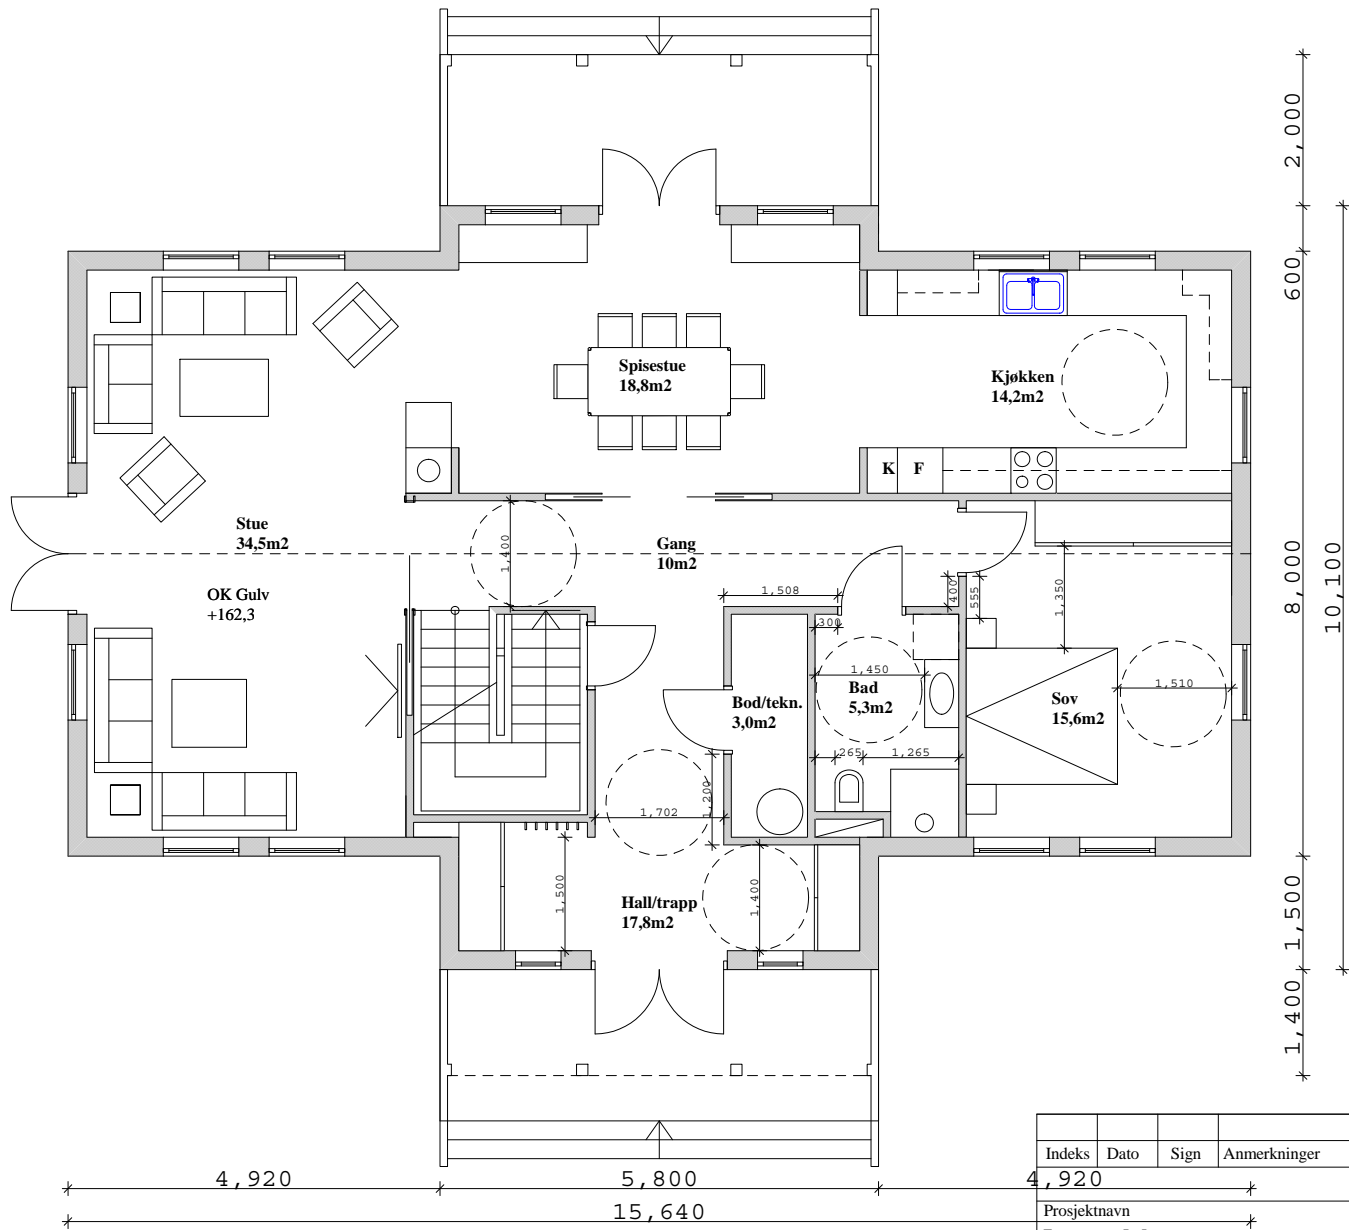 2,000
600
Spisestue
18,8m2
Kjøkken
14,2m2
K F
Stue
34,5m2
1,400
Gang
10m2
8,000
10,100
OK Gulv
+162,3
1,508
400
555
1,350
300
1,450
Bad
5,3m2
Bod/tekn.
3,0m2
Sov
15,6m2
1,510
265
1,265
1,200
1,702
1,500
1,400
Hall/trapp
17,8m2
1,500
1,400
Indeks Dato Sign Anmerkninger
4,920 5,800 4,920
Prosjektnavn
15,640